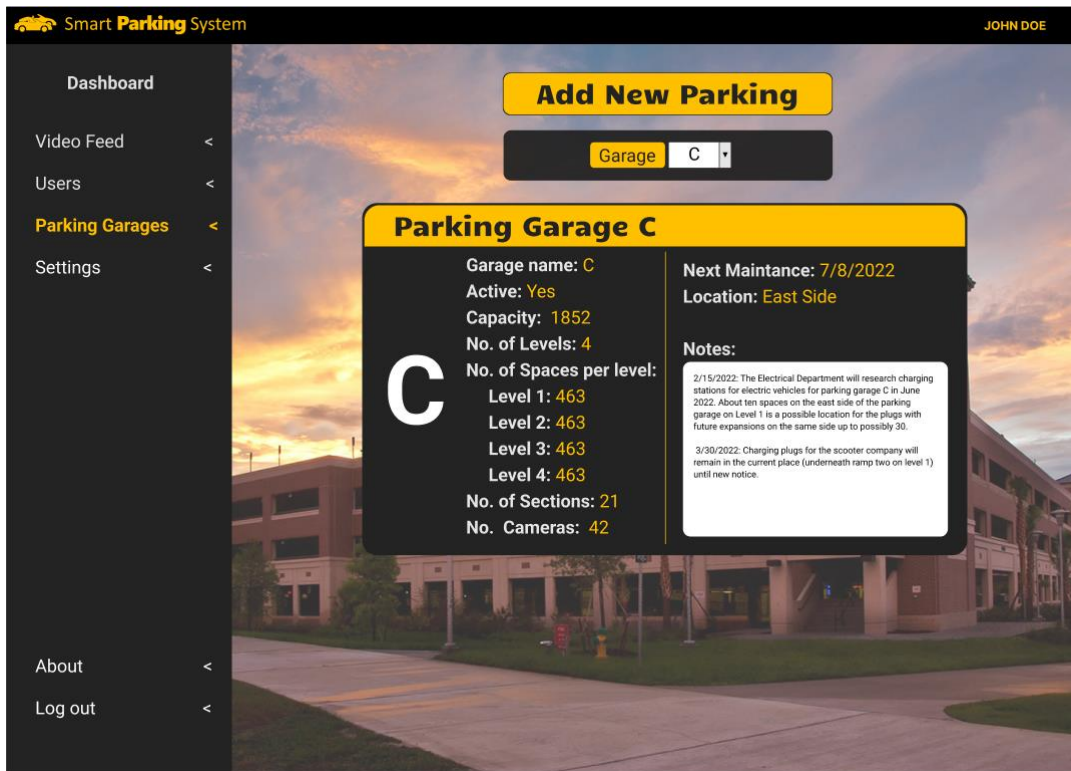 Smart Parking System
JOHN DOE
Dashboard
Video Feed <
Users <
Parking Garages <
Settings <
About <
Log out <
Add New Parking
Garage C
Parking Garage C
C
Garage name: C
Active: Yes
Capacity: 1852
No. of Levels: 4
No. of Spaces per level:
Level 1: 463
Level 2: 463
Level 3: 463
Level 4: 463
No. of Sections: 21
No. Cameras: 42
Next Maintance: 7/8/2022
Location: East Side
Notes:
2/15/2022: The Electrical Department will research charging
stations for electric vehicles for parking garage C in June
2022. About ten spaces on the east side of the parking
garage on Level 1 is a possible location for the plugs with
future expansions on the same side up to possibly 30.
3/30/2022: Charging plugs for the scooter company will
remain in the current place (underneath ramp two on level 1)
until new notice.